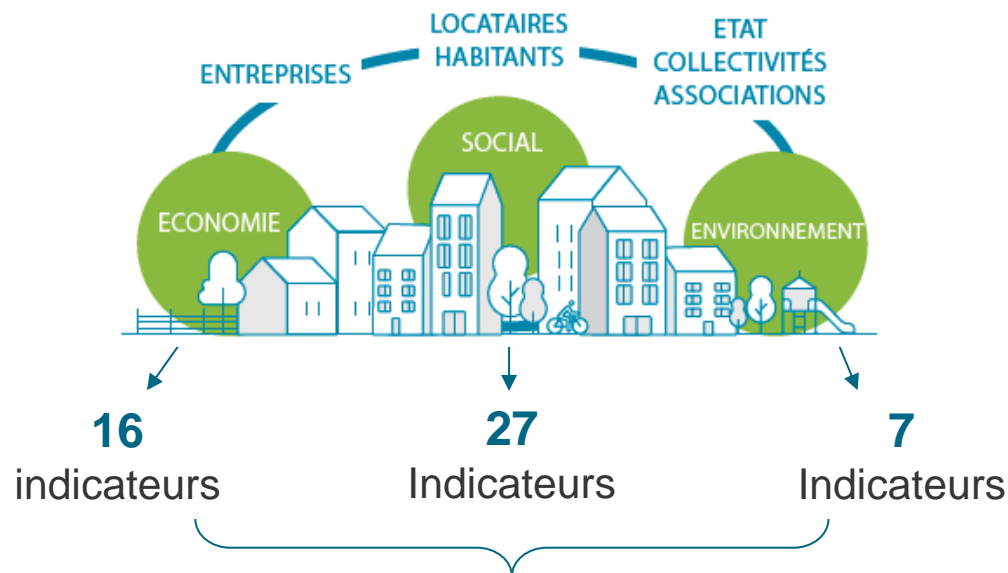 ENTREPRISES
LOCATAIRES
HABITANTS
ETAT
COLLECTIVITÉS
ASSOCIATIONS
ECONOMIE
SOCIAL
ENVIRONNEMENT
16
indicateurs
27
Indicateurs
7
Indicateurs